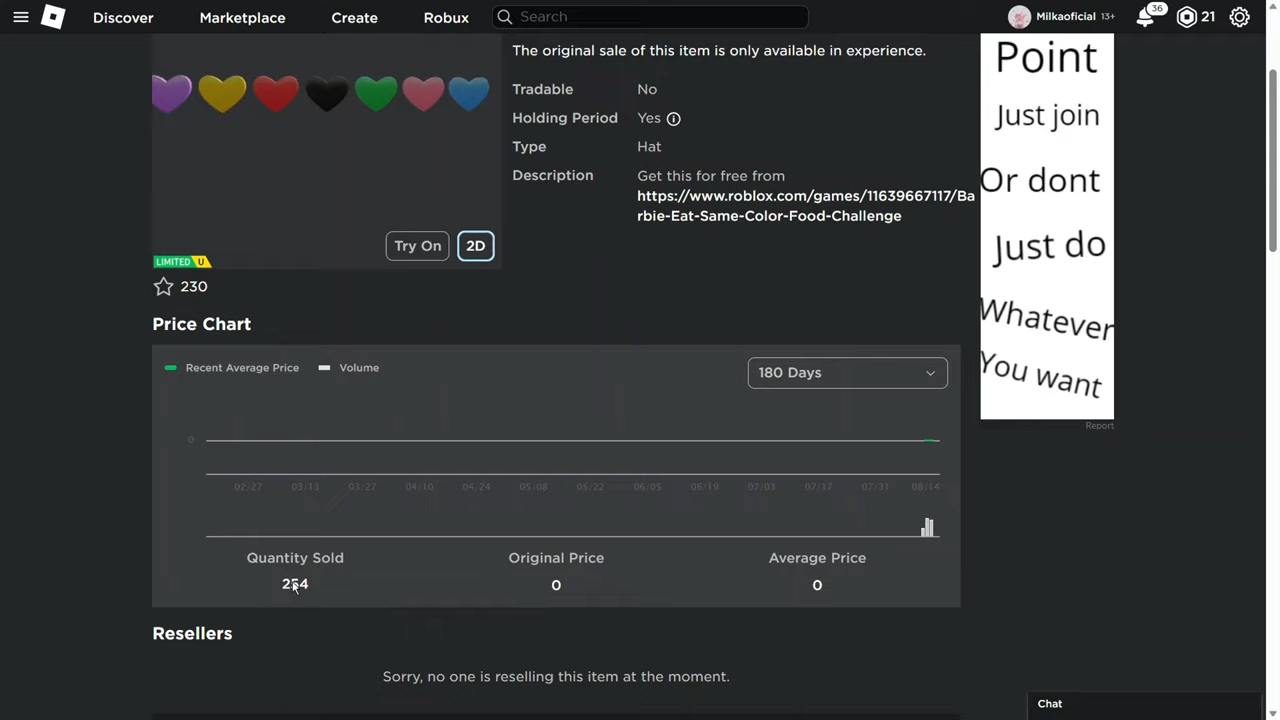 Discover
Marketplace
Create
Robux
Search
Milkaoficial 13+
36
21
The original sale of this item is only available in experience.
Tradable No
Holding Period Yes
Type Hat
Description Get this for free from
https://www.roblox.com/games/11639667117/Ba
rbie-Eat-Same-Color-Food-Challenge
Try On
2D
LIMITED U
230
Point
Just join
Or dont
Just do
Whatever
You want
Report
Price Chart
Recent Average Price
Volume
180 Days
0
02/27 03/13 03/27 04/10 04/24 05/08 05/22 06/05 06/19 07/03 07/17 07/31 08/14
Quantity Sold Original Price Average Price
254 0 0
Resellers
Sorry, no one is reselling this item at the moment.
Chat